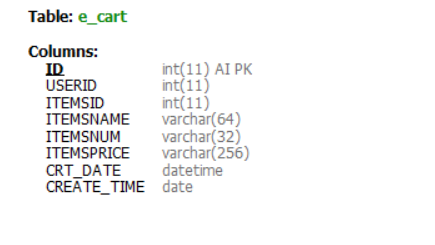 Table: e_cart
Columns:
ID int(11) AI PK
USERID int(11)
ITEMSID int(11)
ITEMSNAME varchar(64)
ITEMSNUM varchar(32)
ITEMSPRICE varchar(256)
CRT_DATE datetime
CREATE_TIME date